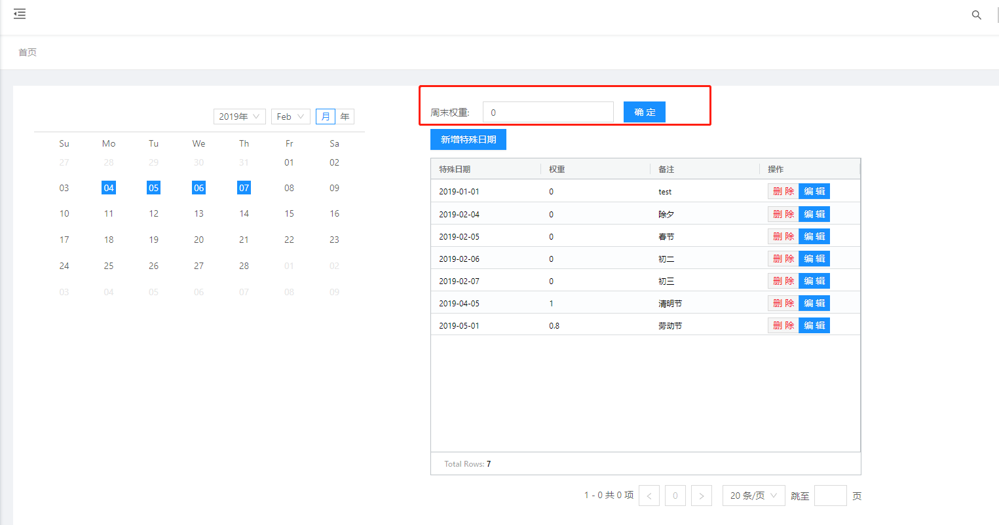 首页
2019年 Feb 月 年
Su Mo Tu We Th Fr Sa
27 28 29 30 31 01 02
03 04 05 06 07 08 09
10 11 12 13 14 15 16
17 18 19 20 21 22 23
24 25 26 27 28 01 02
03 04 05 06 07 08 09
周末权重: 0 确 定
新增特殊日期
特殊日期 权重 备注 操作
2019-01-01 0 test 删 除 编 辑
2019-02-04 0 除夕 删 除 编 辑
2019-02-05 0 春节 删 除 编 辑
2019-02-06 0 初二 删 除 编 辑
2019-02-07 0 初三 删 除 编 辑
2019-04-05 1 清明节 删 除 编 辑
2019-05-01 0.8 劳动节 删 除 编 辑
Total Rows: 7
1 - 0 共 0 项 < 0 > 20 条/页 跳至 页